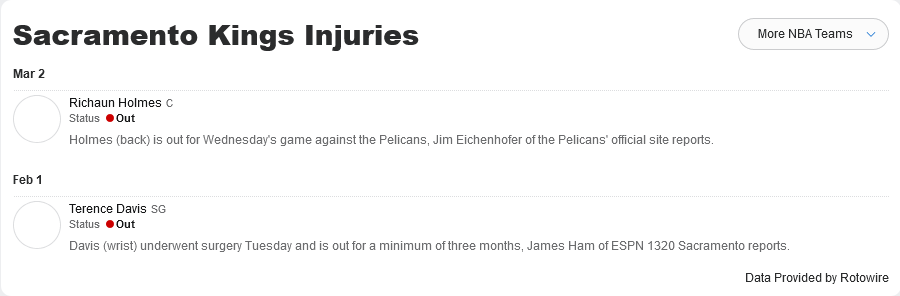 Sacramento Kings Injuries
More NBA Teams
Mar 2
Richaun Holmes C
Status Out
Holmes (back) is out for Wednesday's game against the Pelicans, Jim Eichenhofer of the Pelicans' official site reports.
Feb 1
Terence Davis SG
Status Out
Davis (wrist) underwent surgery Tuesday and is out for a minimum of three months, James Ham of ESPN 1320 Sacramento reports.
Data Provided by Rotowire